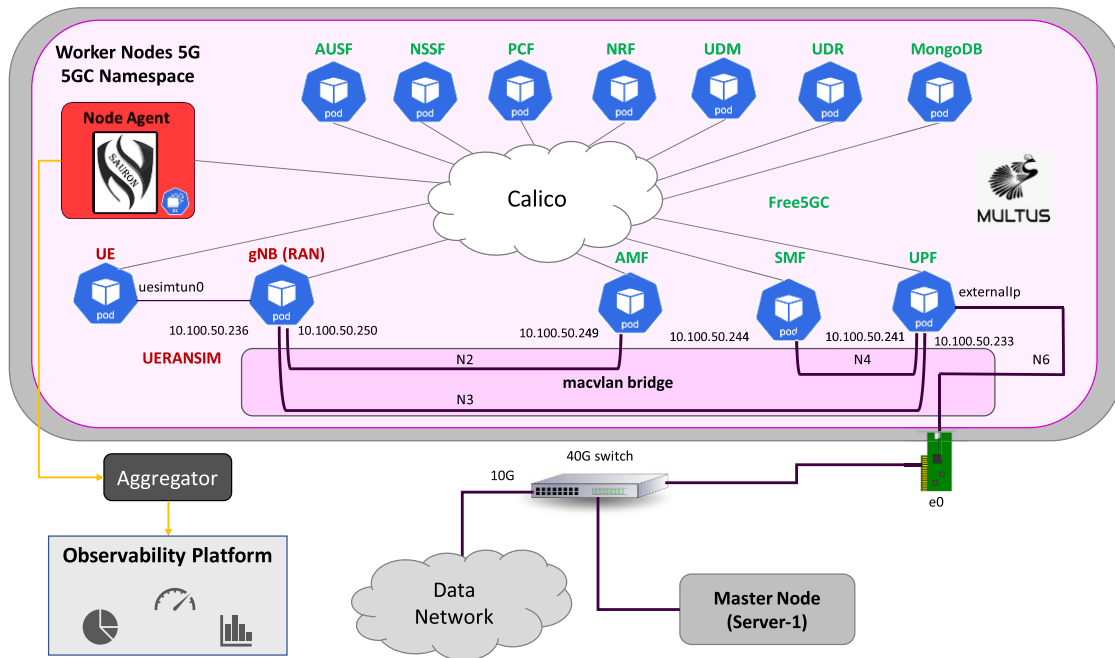 Worker Nodes 5G
5GC Namespace
AUSF
NSSF
PCF
NRF
UDM
UDR
MongoDB
pod
pod
pod
pod
pod
pod
pod
Node Agent
SAURON
ds
Calico
Free5GC
MULTUS
UE
gNB (RAN)
AMF
SMF
UPF
pod
pod
pod
pod
pod
uesimtun0
externalIp
10.100.50.236
10.100.50.250
10.100.50.249
10.100.50.244
10.100.50.241
10.100.50.233
UERANSIM
N2
N4
N6
macvlan bridge
N3
Aggregator
40G switch
10G
e0
Observability Platform
Data
Network
Master Node
(Server-1)